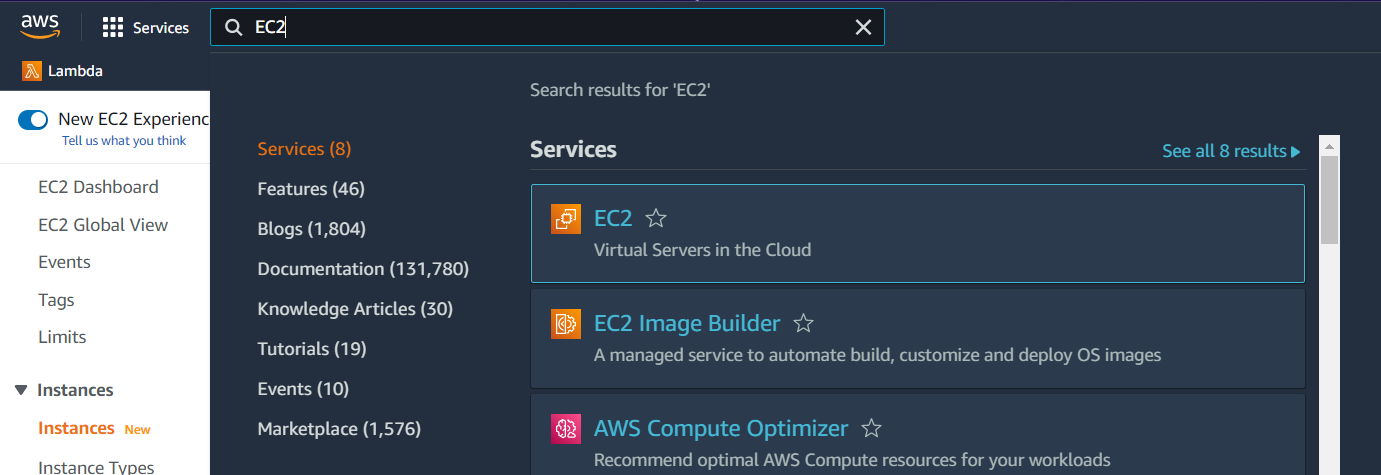 aws
Services
EC2
Lambda
New EC2 Experienc
Tell us what you think
EC2 Dashboard
EC2 Global View
Events
Tags
Limits
Instances
Instances New
Instance Types
Search results for 'EC2'
Services (8)
Features (46)
Blogs (1,804)
Documentation (131,780)
Knowledge Articles (30)
Tutorials (19)
Events (10)
Marketplace (1,576)
Services
See all 8 results
EC2
Virtual Servers in the Cloud
EC2 Image Builder
A managed service to automate build, customize and deploy OS images
AWS Compute Optimizer
Recommend optimal AWS Compute resources for your workloads